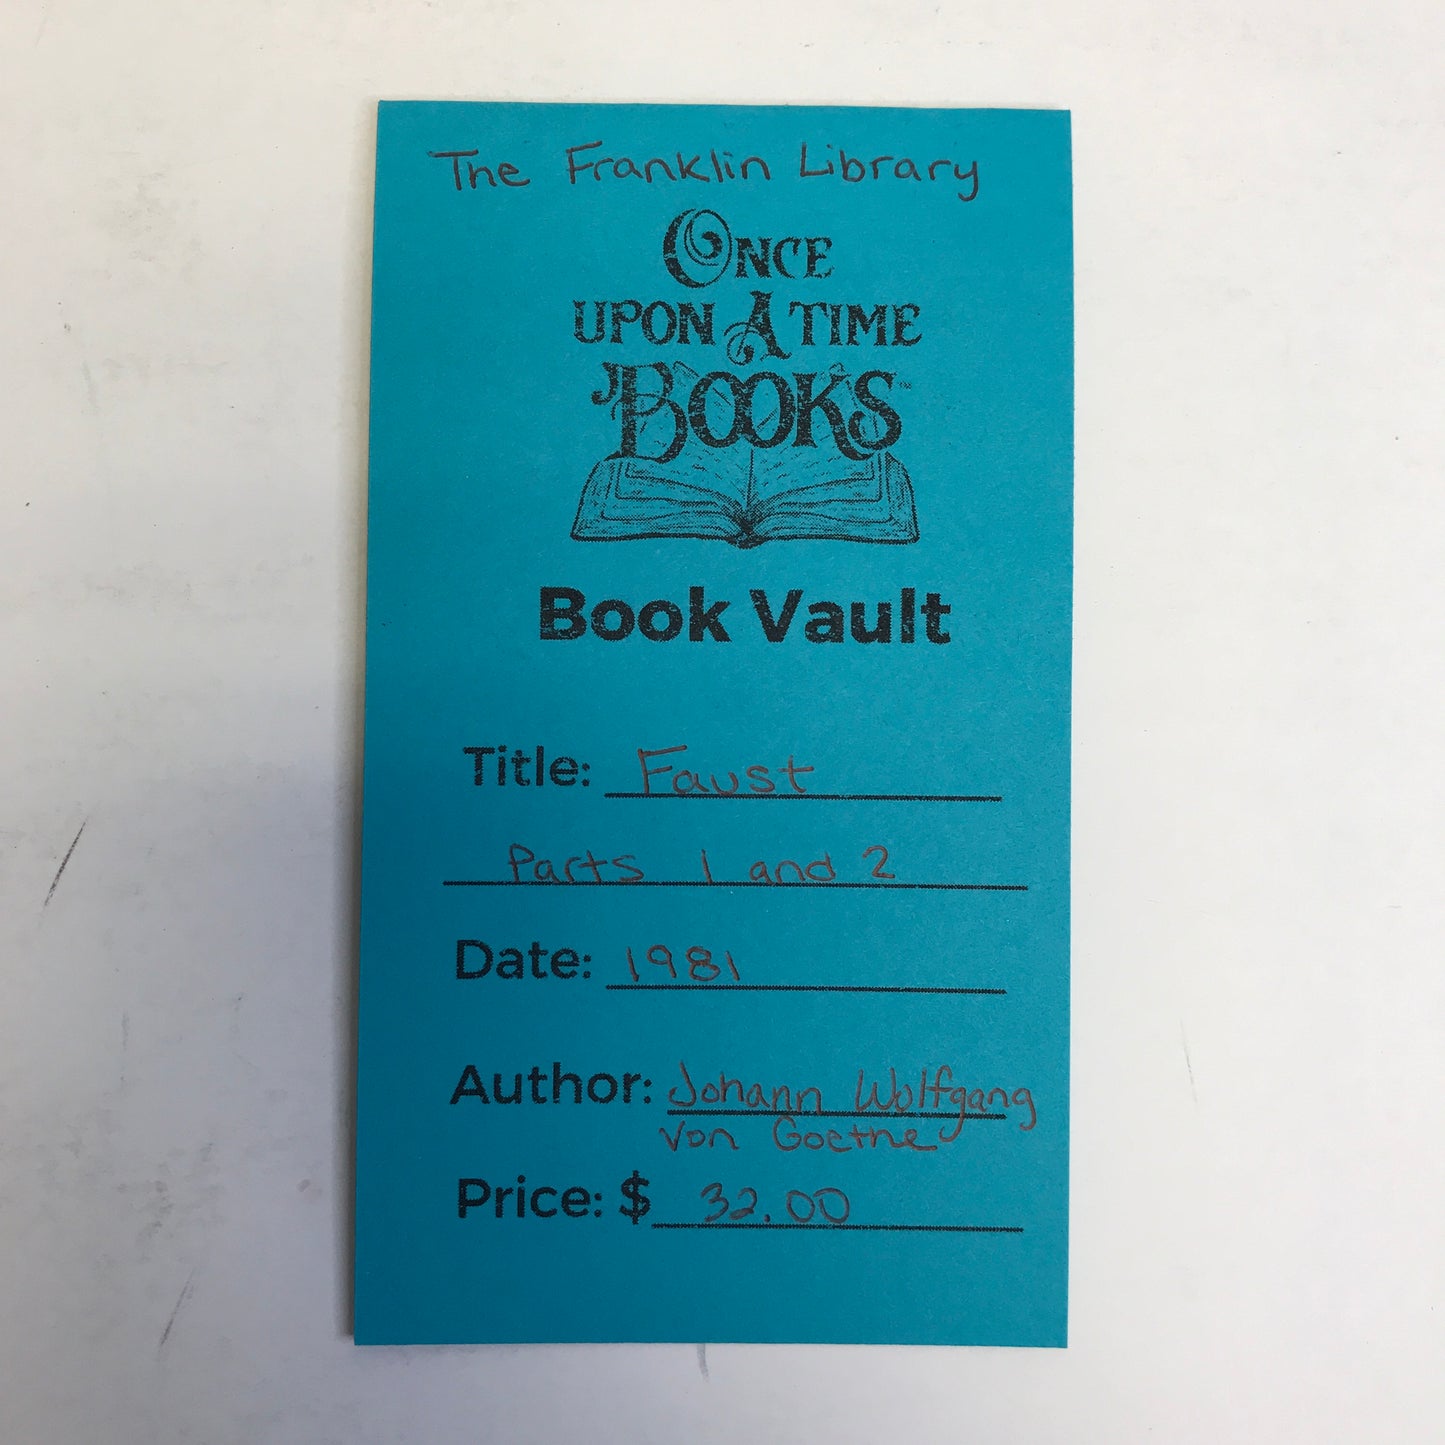 The Franklin Library
ONCE
UPON A TIME
BOOKS™
Book Vault
Title: Faust
Parts 1 and 2
Date: 1981
Author: Johann Wolfgang
von Goethe
Price: $ 32.00